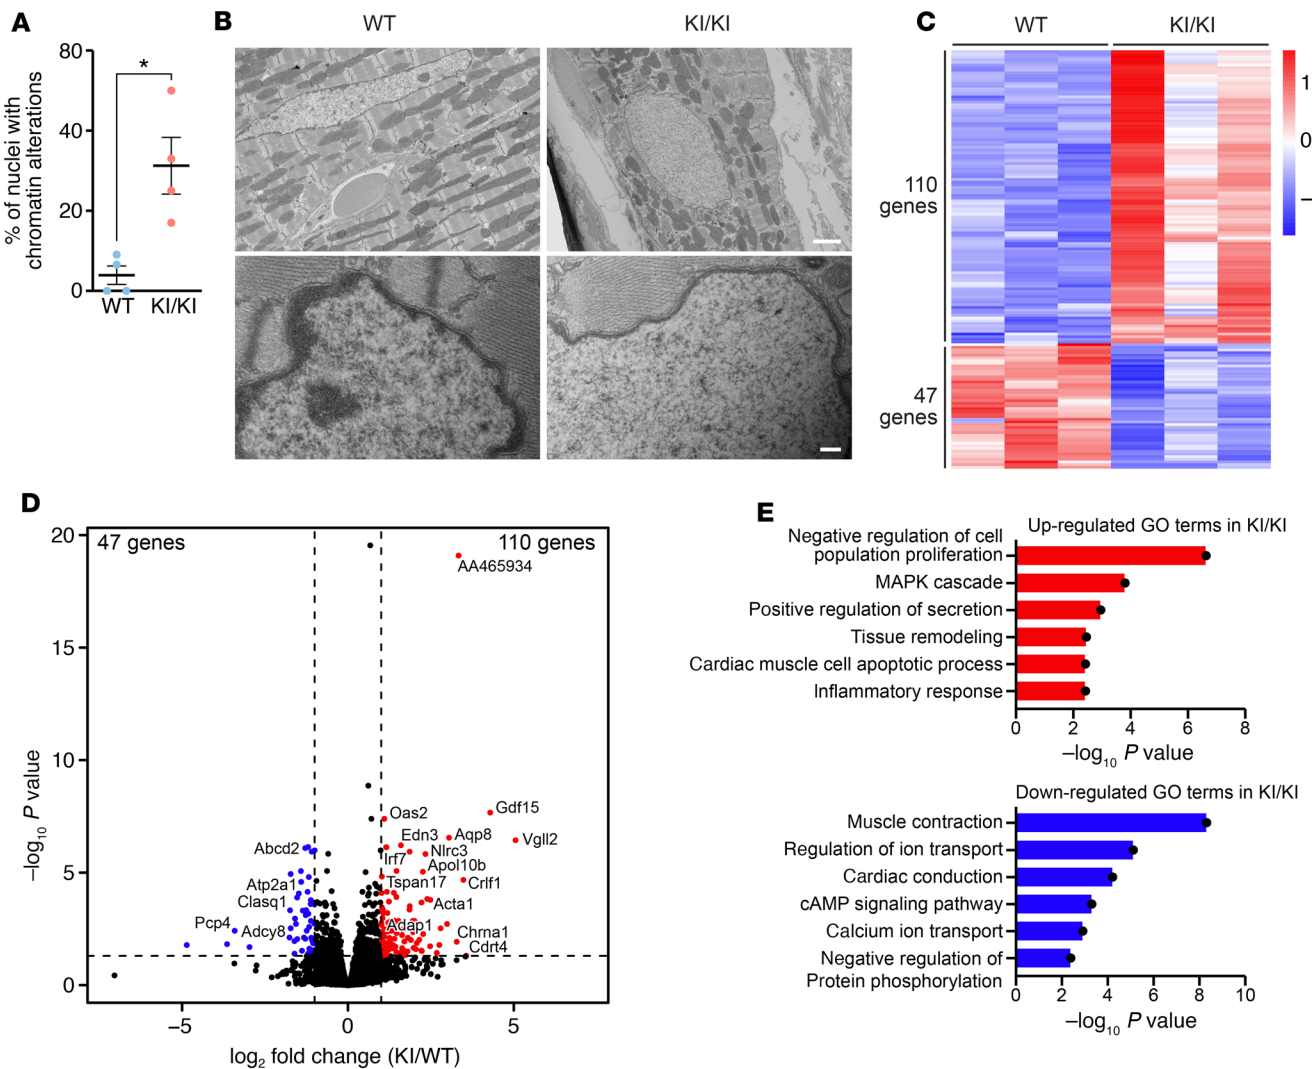 A
% of nuclei with
chromatin alterations
80
40
20
0
*
WT
KI/KI
B
WT
KI/KI
C
WT
KI/KI
110
genes
47
genes
1
0
–
D
47 genes
110 genes
20
15
10
5
0
–log10 P value
AA465934
Gdf15
Oas2
Vgll2
Edn3
Aqp8
Abcd2
Irf7
Nlrc3
Apol10b
Atp2a1
Tspan17
Crlf1
Clasq1
Acta1
Pcp4
Adcy8
Adap1
Chrna1
Cdrt4
–5
0
5
log2 fold change (KI/WT)
E
Up-regulated GO terms in KI/KI
Negative regulation of cell
population proliferation
MAPK cascade
Positive regulation of secretion
Tissue remodeling
Cardiac muscle cell apoptotic process
Inflammatory response
0
2
4
6
8
–log10 P value
Down-regulated GO terms in KI/KI
Muscle contraction
Regulation of ion transport
Cardiac conduction
cAMP signaling pathway
Calcium ion transport
Negative regulation of
Protein phosphorylation
0
2
4
6
8
10
–log10 P value